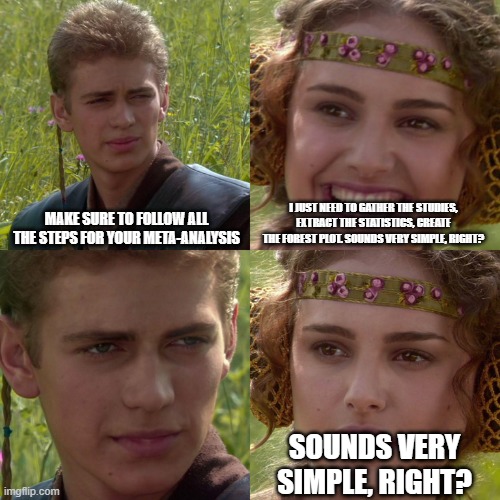 MAKE SURE TO FOLLOW ALL
THE STEPS FOR YOUR META-ANALYSIS
I JUST NEED TO GATHER THE STUDIES,
EXTRACT THE STATISTICS, CREATE
THE FOREST PLOT. SOUNDS VERY SIMPLE, RIGHT?
SOUNDS VERY
SIMPLE, RIGHT?
imgflip.com